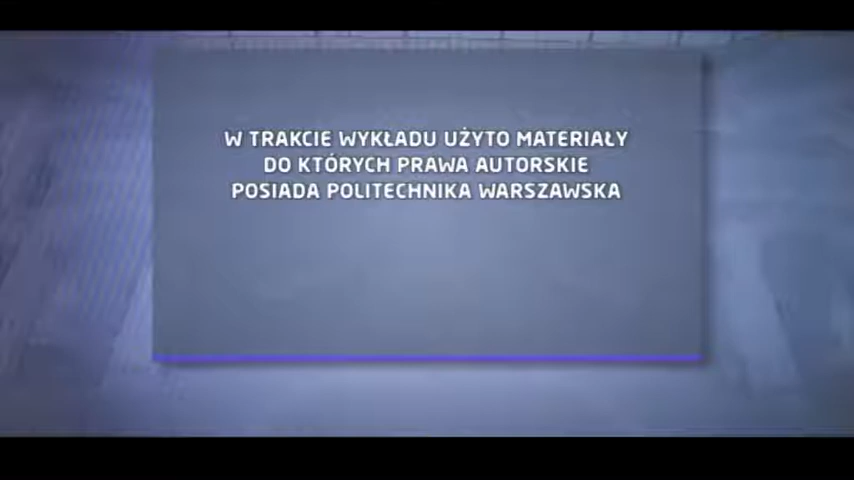 W TRAKCIE WYKŁADU UŻYTO MATERIAŁY
DO KTÓRYCH PRAWA AUTORSKIE
POSIADA POLITECHNIKA WARSZAWSKA